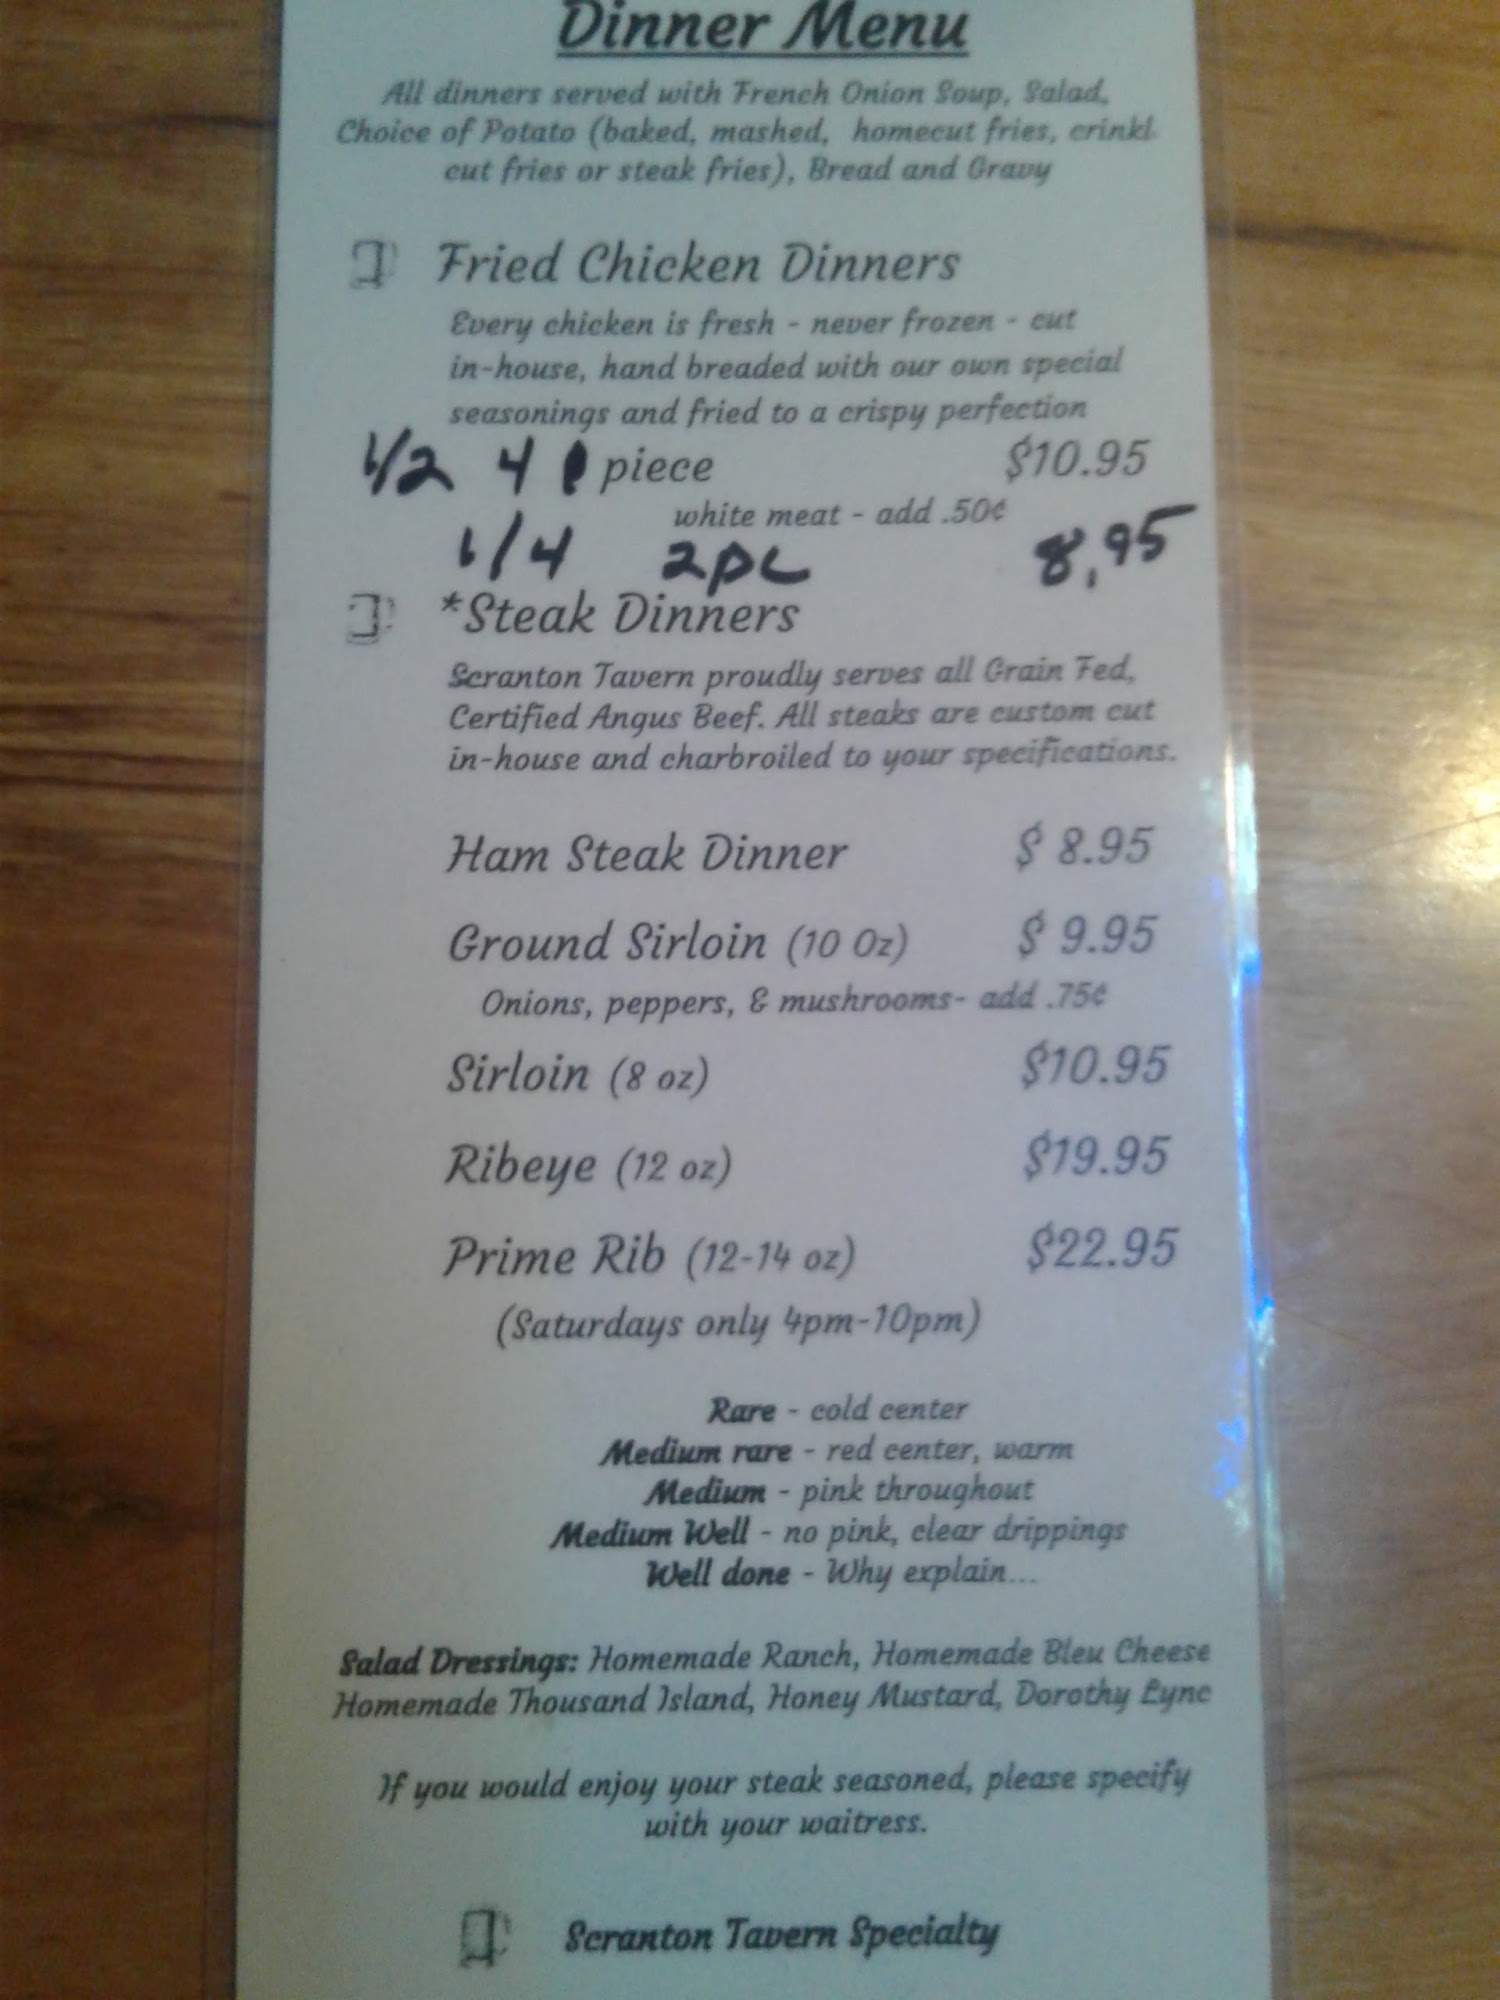 Dinner Menu
All dinners served with French Onion Soup, Salad,
Choice of Potato (baked, mashed, homecut fries, crinkl
cut fries or steak fries), Bread and Gravy
Fried Chicken Dinners
Every chicken is fresh - never frozen - cut
in-house, hand breaded with our own special
seasonings and fried to a crispy perfection
1/2 4 piece $10.95
white meat - add .50¢
1/4 2pc 8.95
*Steak Dinners
Scranton Tavern proudly serves all Grain Fed,
Certified Angus Beef. All steaks are custom cut
in-house and charbroiled to your specifications.
Ham Steak Dinner $ 8.95
Ground Sirloin (10 Oz) $ 9.95
Onions, peppers, & mushrooms- add .75¢
Sirloin (8 oz) $10.95
Ribeye (12 oz) $19.95
Prime Rib (12-14 oz) $22.95
(Saturdays only 4pm-10pm)
Rare - cold center
Medium rare - red center, warm
Medium - pink throughout
Medium Well - no pink, clear drippings
Well done - Why explain...
Salad Dressings: Homemade Ranch, Homemade Bleu Cheese
Homemade Thousand Island, Honey Mustard, Dorothy Lync
If you would enjoy your steak seasoned, please specify
with your waitress.
Scranton Tavern Specialty